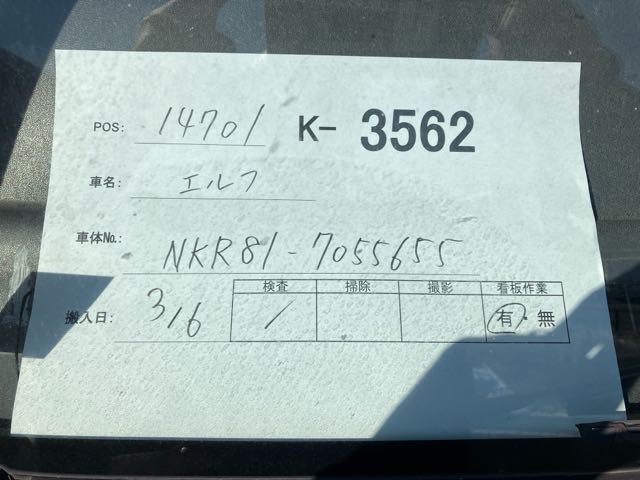 POS: 14701 K- 3562
車名: エルフ
車体No.: NKR81-7055655
検査 掃除 撮影 看板作業
搬入日: 3/6 / 有・無